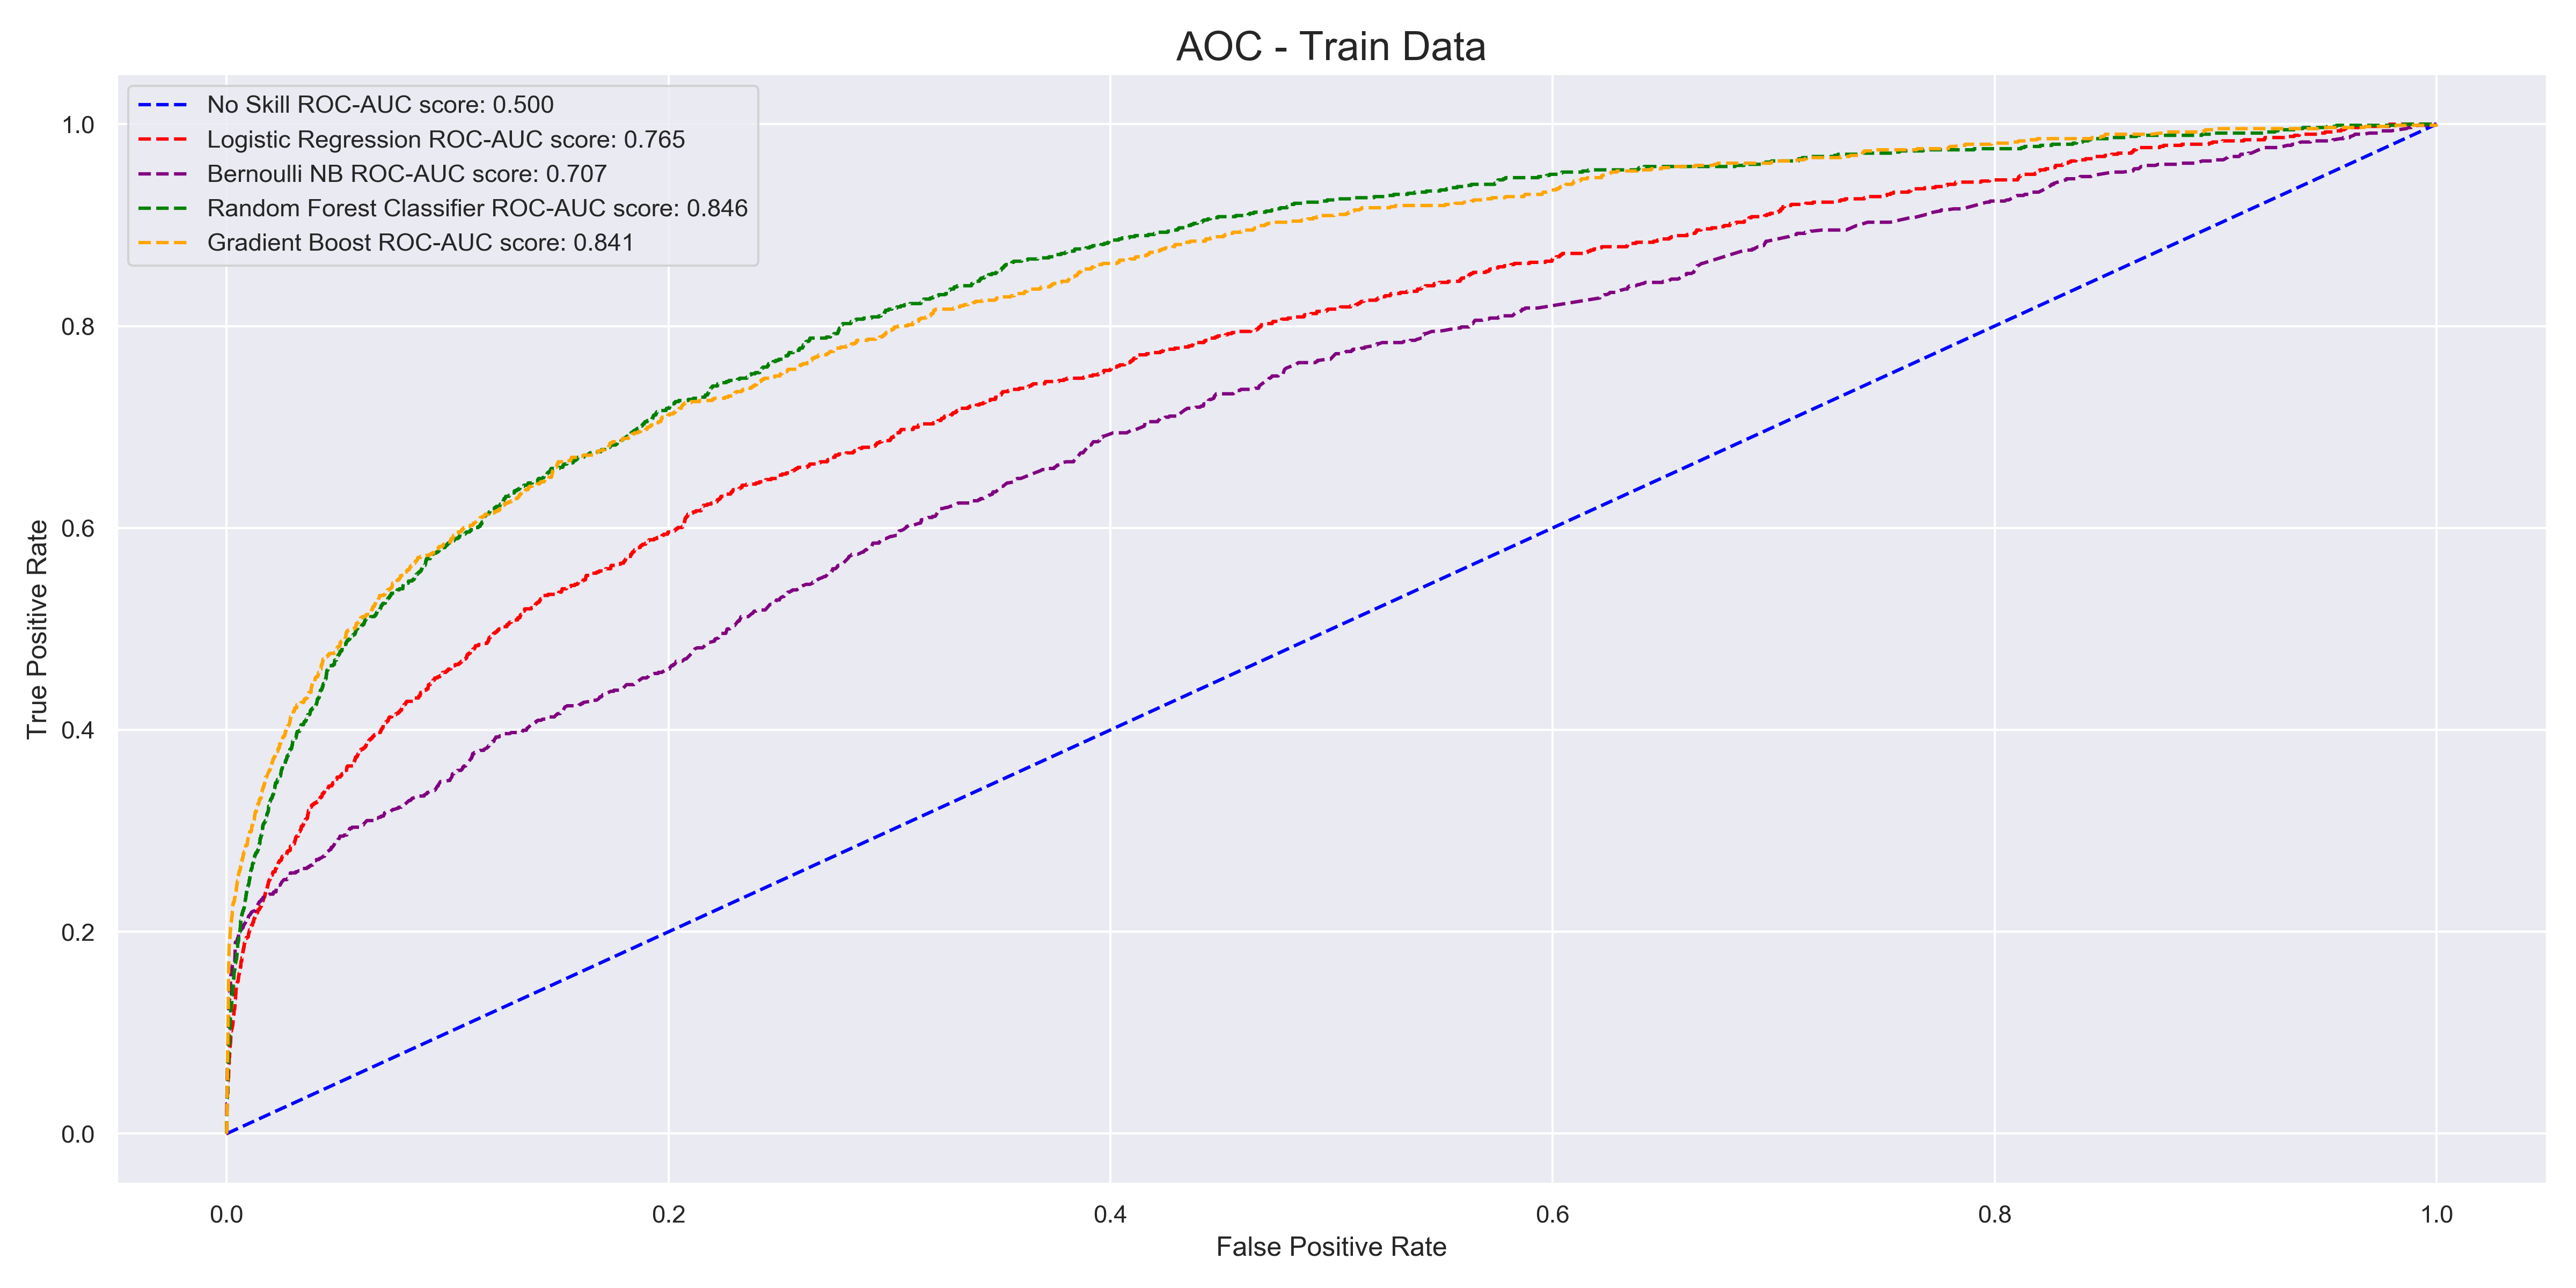 AOC - Train Data
No Skill ROC-AUC score: 0.500
Logistic Regression ROC-AUC score: 0.765
Bernoulli NB ROC-AUC score: 0.707
Random Forest Classifier ROC-AUC score: 0.846
Gradient Boost ROC-AUC score: 0.841
True Positive Rate
1.0
0.8
0.6
0.4
0.2
0.0
0.0 0.2 0.4 0.6 0.8 1.0
False Positive Rate